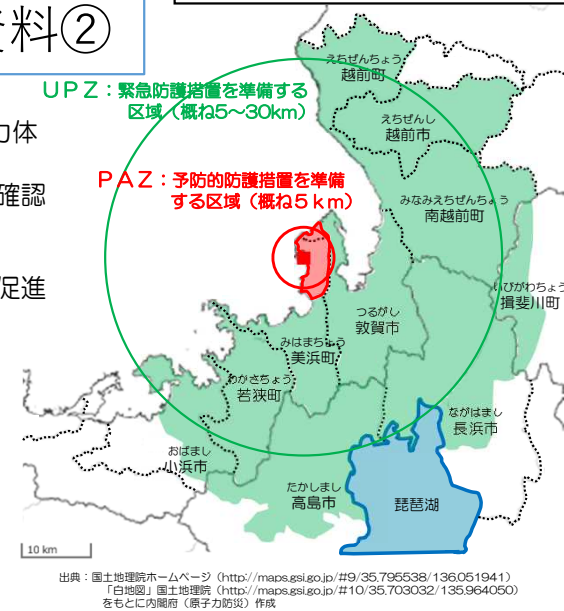 資料②
えちぜんちょう
越前町
UPZ：緊急防護措置を準備する
区域（概ね5～30km）
えちぜんし
越前市
力体
PAZ：予防的防護措置を準備
する区域（概ね5km）
確認
みなみえちぜんちょう
南越前町
促進
いびがわちょう
揖斐川町
つるがし
敦賀市
みはまちょう
美浜町
わかさちょう
若狭町
ながはまし
長浜市
おばまし
小浜市
たかしまし
高島市
琵琶湖
10 km
出典：国土地理院ホームページ（http://maps.gsi.go.jp/#9/35.795538/136.051941）
「白地図」国土地理院（http://maps.gsi.go.jp/#10/35.703032/135.964050）
をもとに内閣府（原子力防災）作成